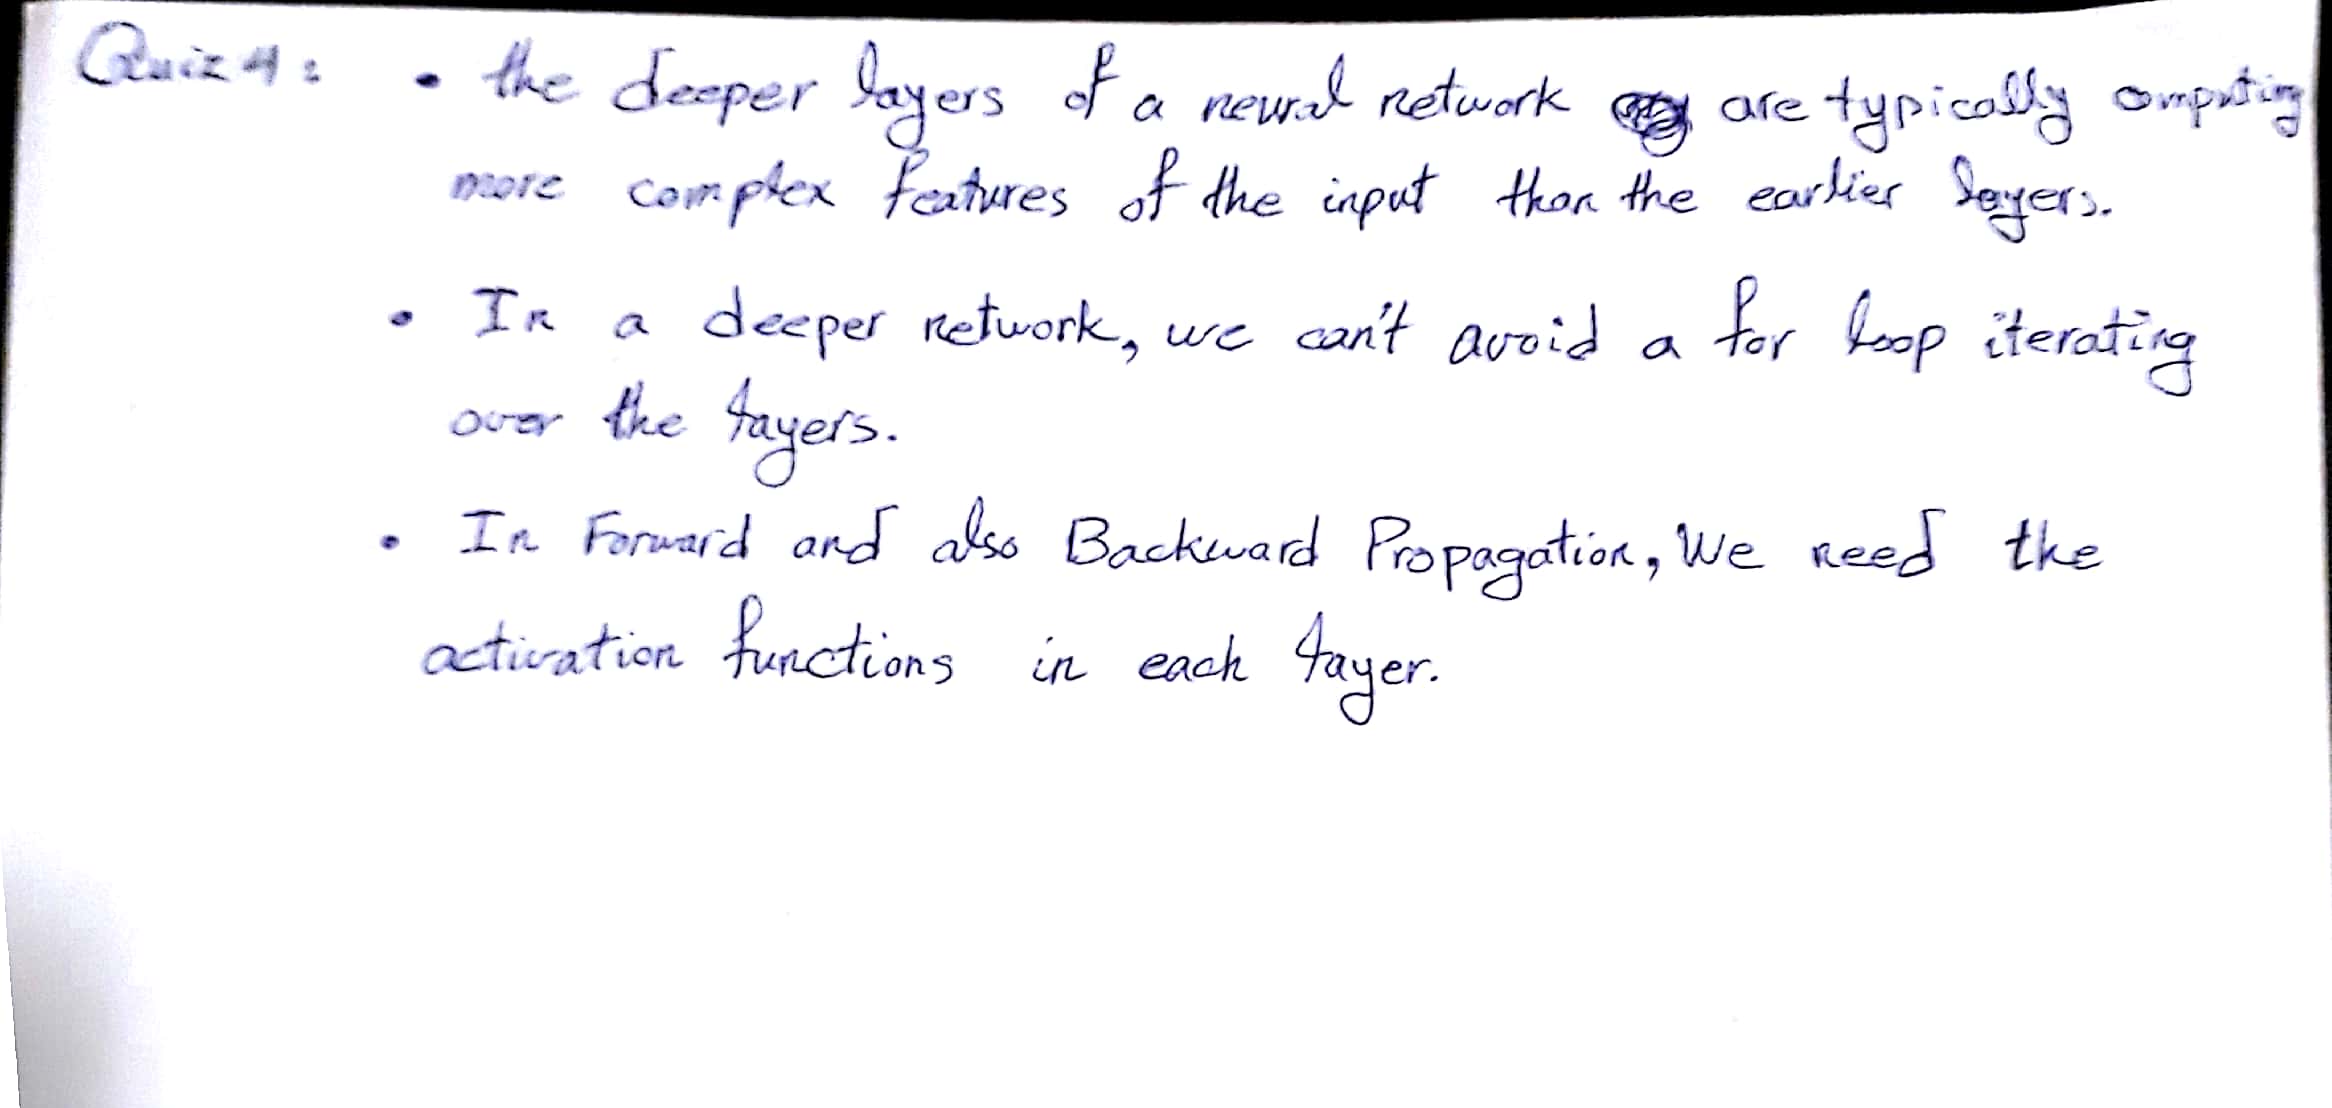 Quiz 4: • the deeper layers of a neural network are typically computing
more complex features of the input than the earlier layers.
• In a deeper network, we can't avoid a for loop iterating
over the layers.
• In Forward and also Backward Propagation, We need the
activation functions in each layer.